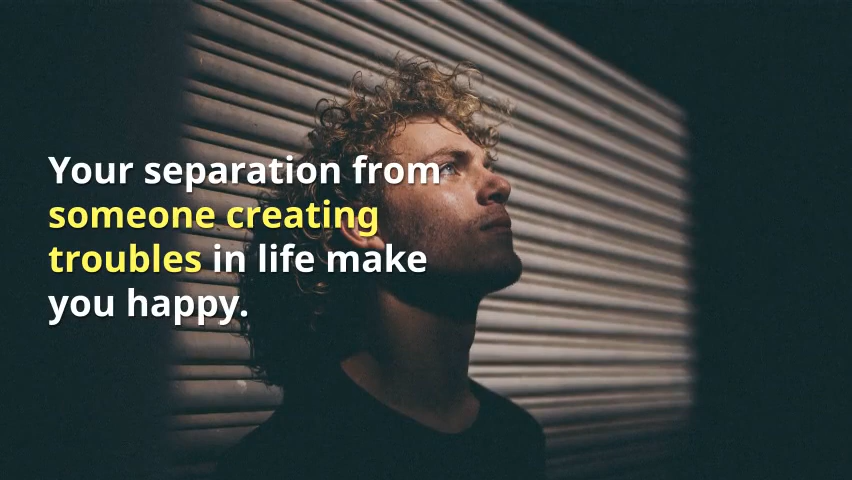 Your separation from
someone creating
troubles in life make
you happy.